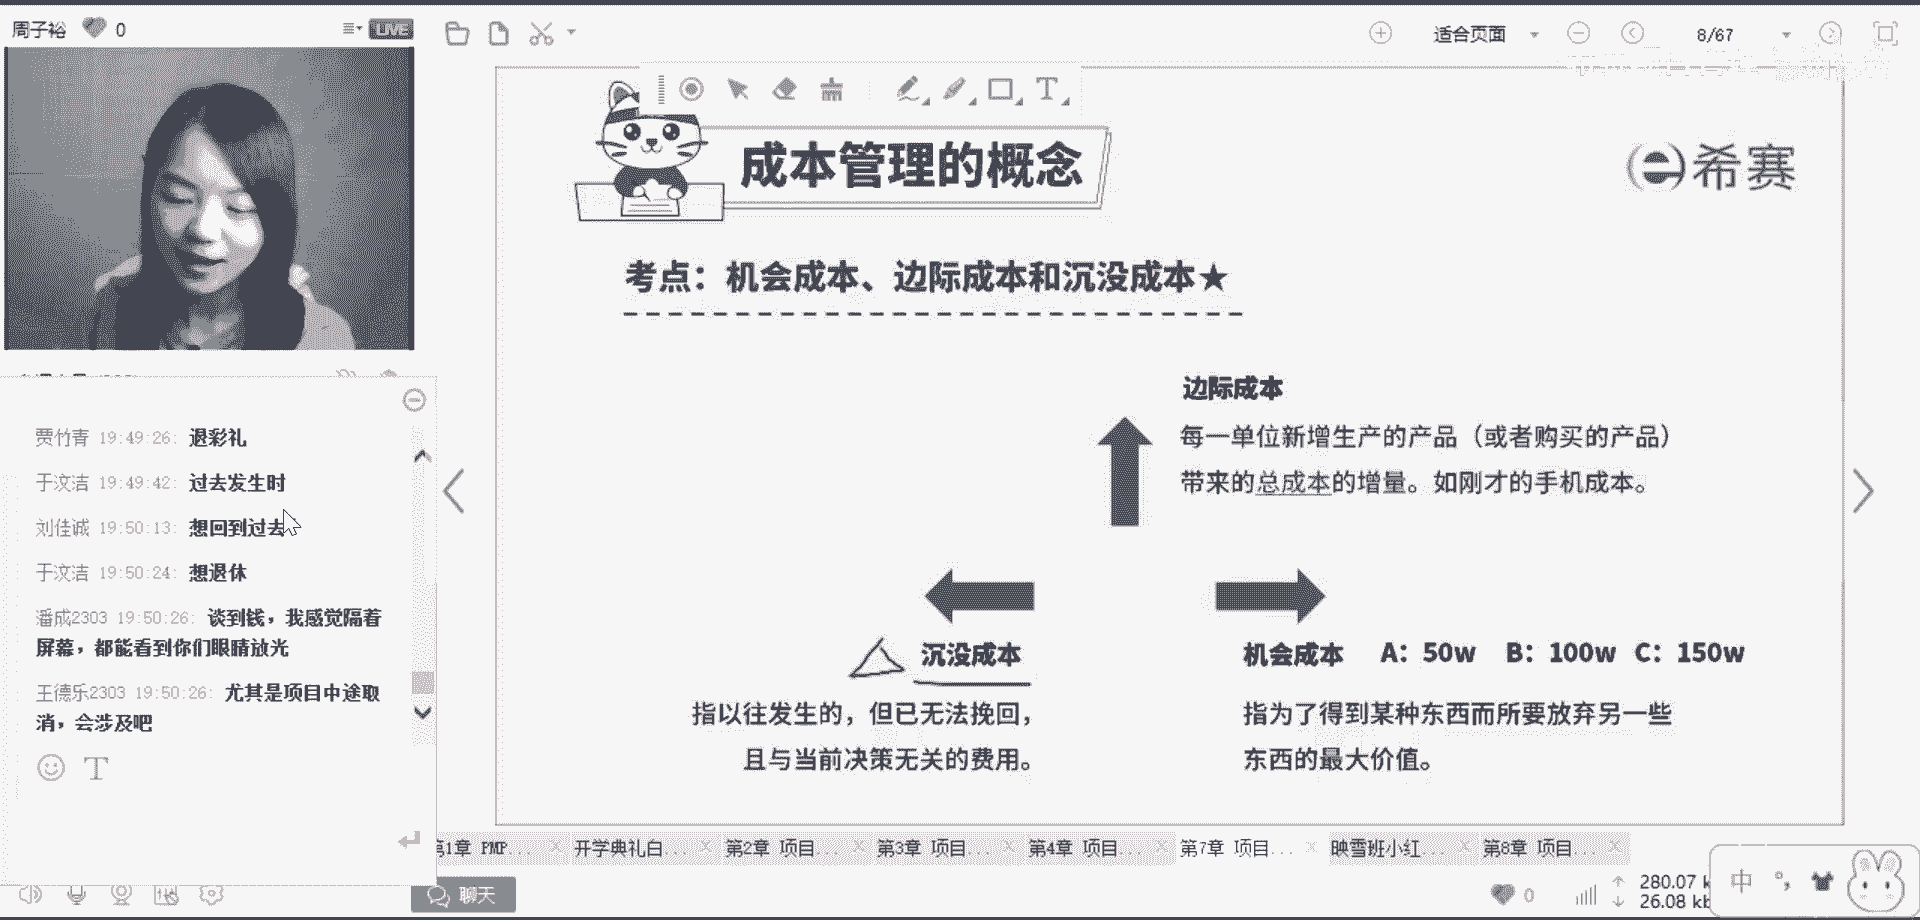 周子裕 0 LIVE
适合页面 8/67
成本管理的概念
希赛
考点：机会成本、边际成本和沉没成本★
边际成本
每一单位新增生产的产品（或者购买的产品）
带来的总成本的增量。如刚才的手机成本。
沉没成本
指以往发生的，但已无法挽回，
且与当前决策无关的费用。
机会成本 A：50w B：100w C：150w
指为了得到某种东西而所要放弃另一些
东西的最大价值。
贾竹青 19:49:26: 退彩礼
于汶洁 19:49:42: 过去发生时
刘佳诚 19:50:13: 想回到过去
于汶洁 19:50:24: 想退休
潘成2303 19:50:26: 谈到钱，我感觉隔着
屏幕，都能看到你们眼睛放光
王德乐2303 19:50:26: 尤其是项目中途取
消，会涉及吧
第1章 PMP... 开学典礼白... 第2章 项目... 第3章 项目... 第4章 项目... 第7章 项目... 映雪班小红... 第8章 项目...
聊天
0
280.07 k
26.08 kb
中